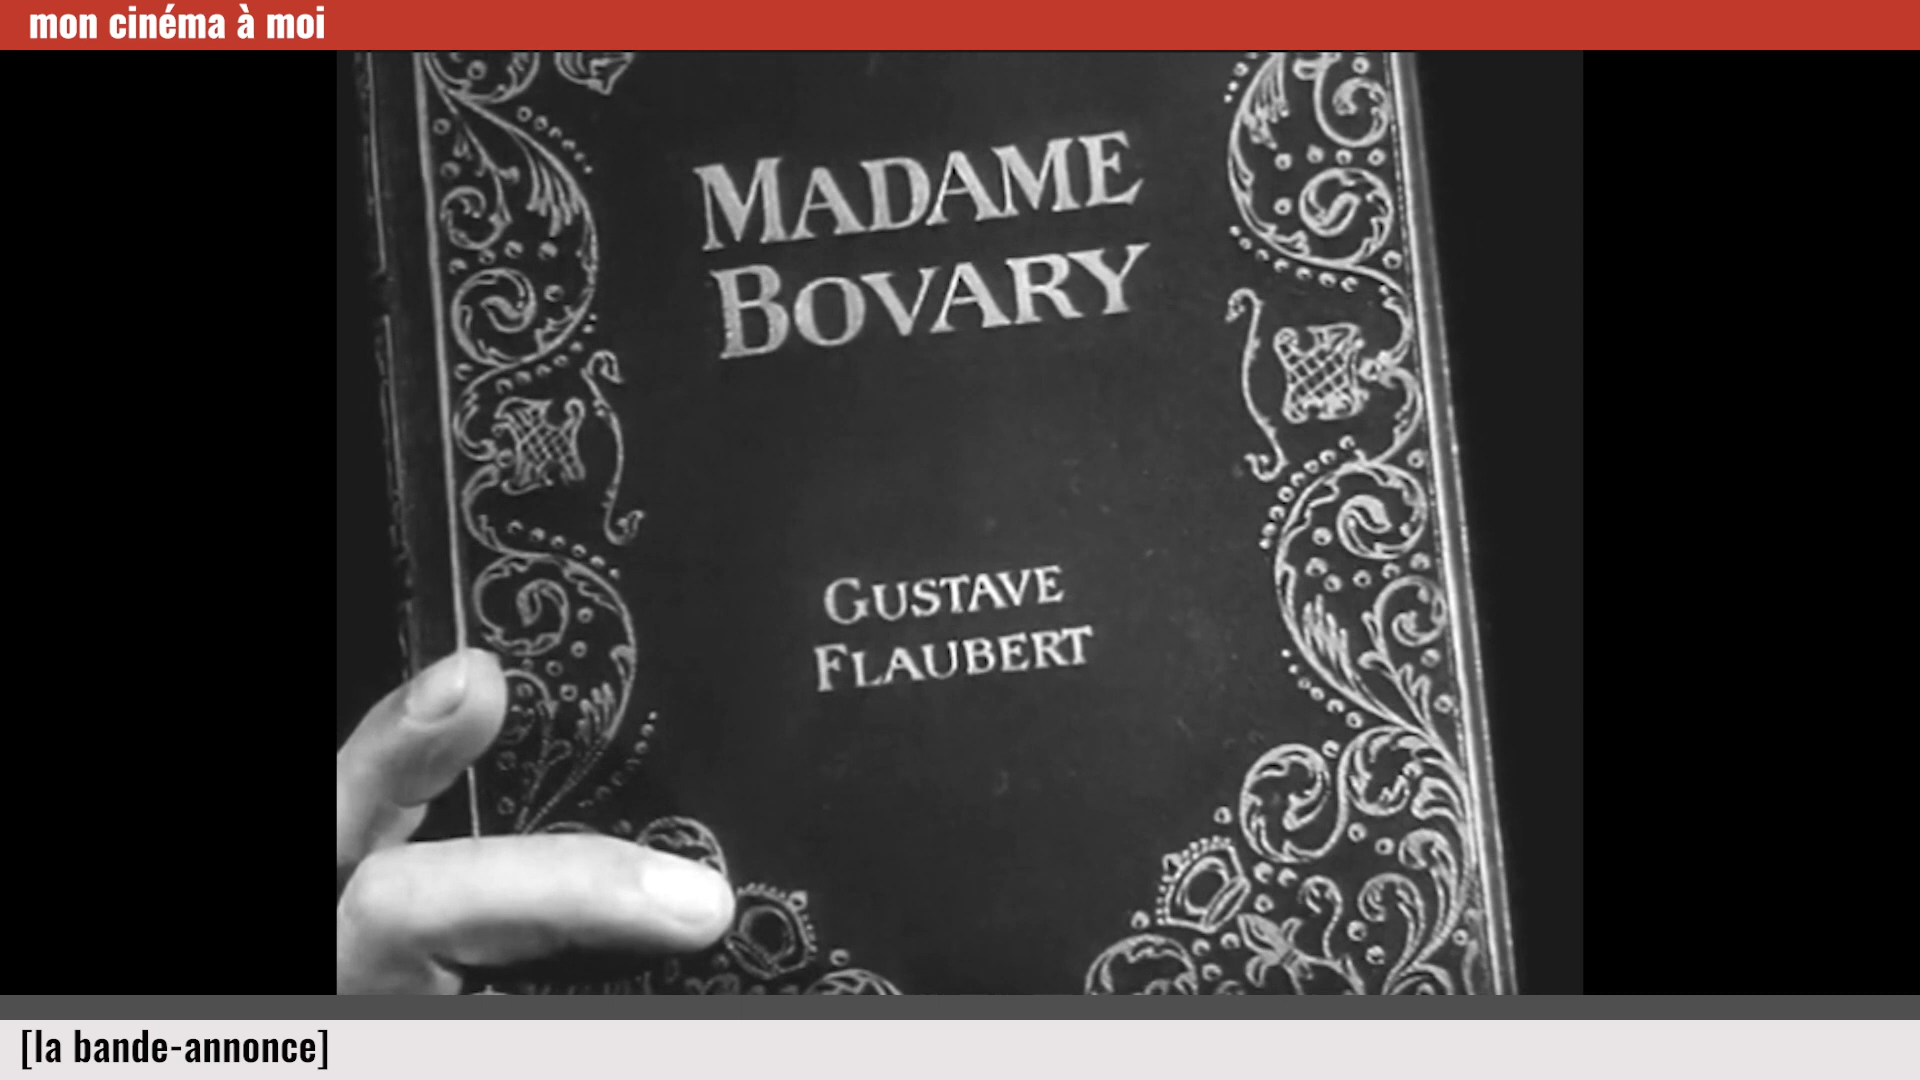 mon cinéma à moi
MADAME
BOVARY
GUSTAVE
FLAUBERT
[la bande-annonce]